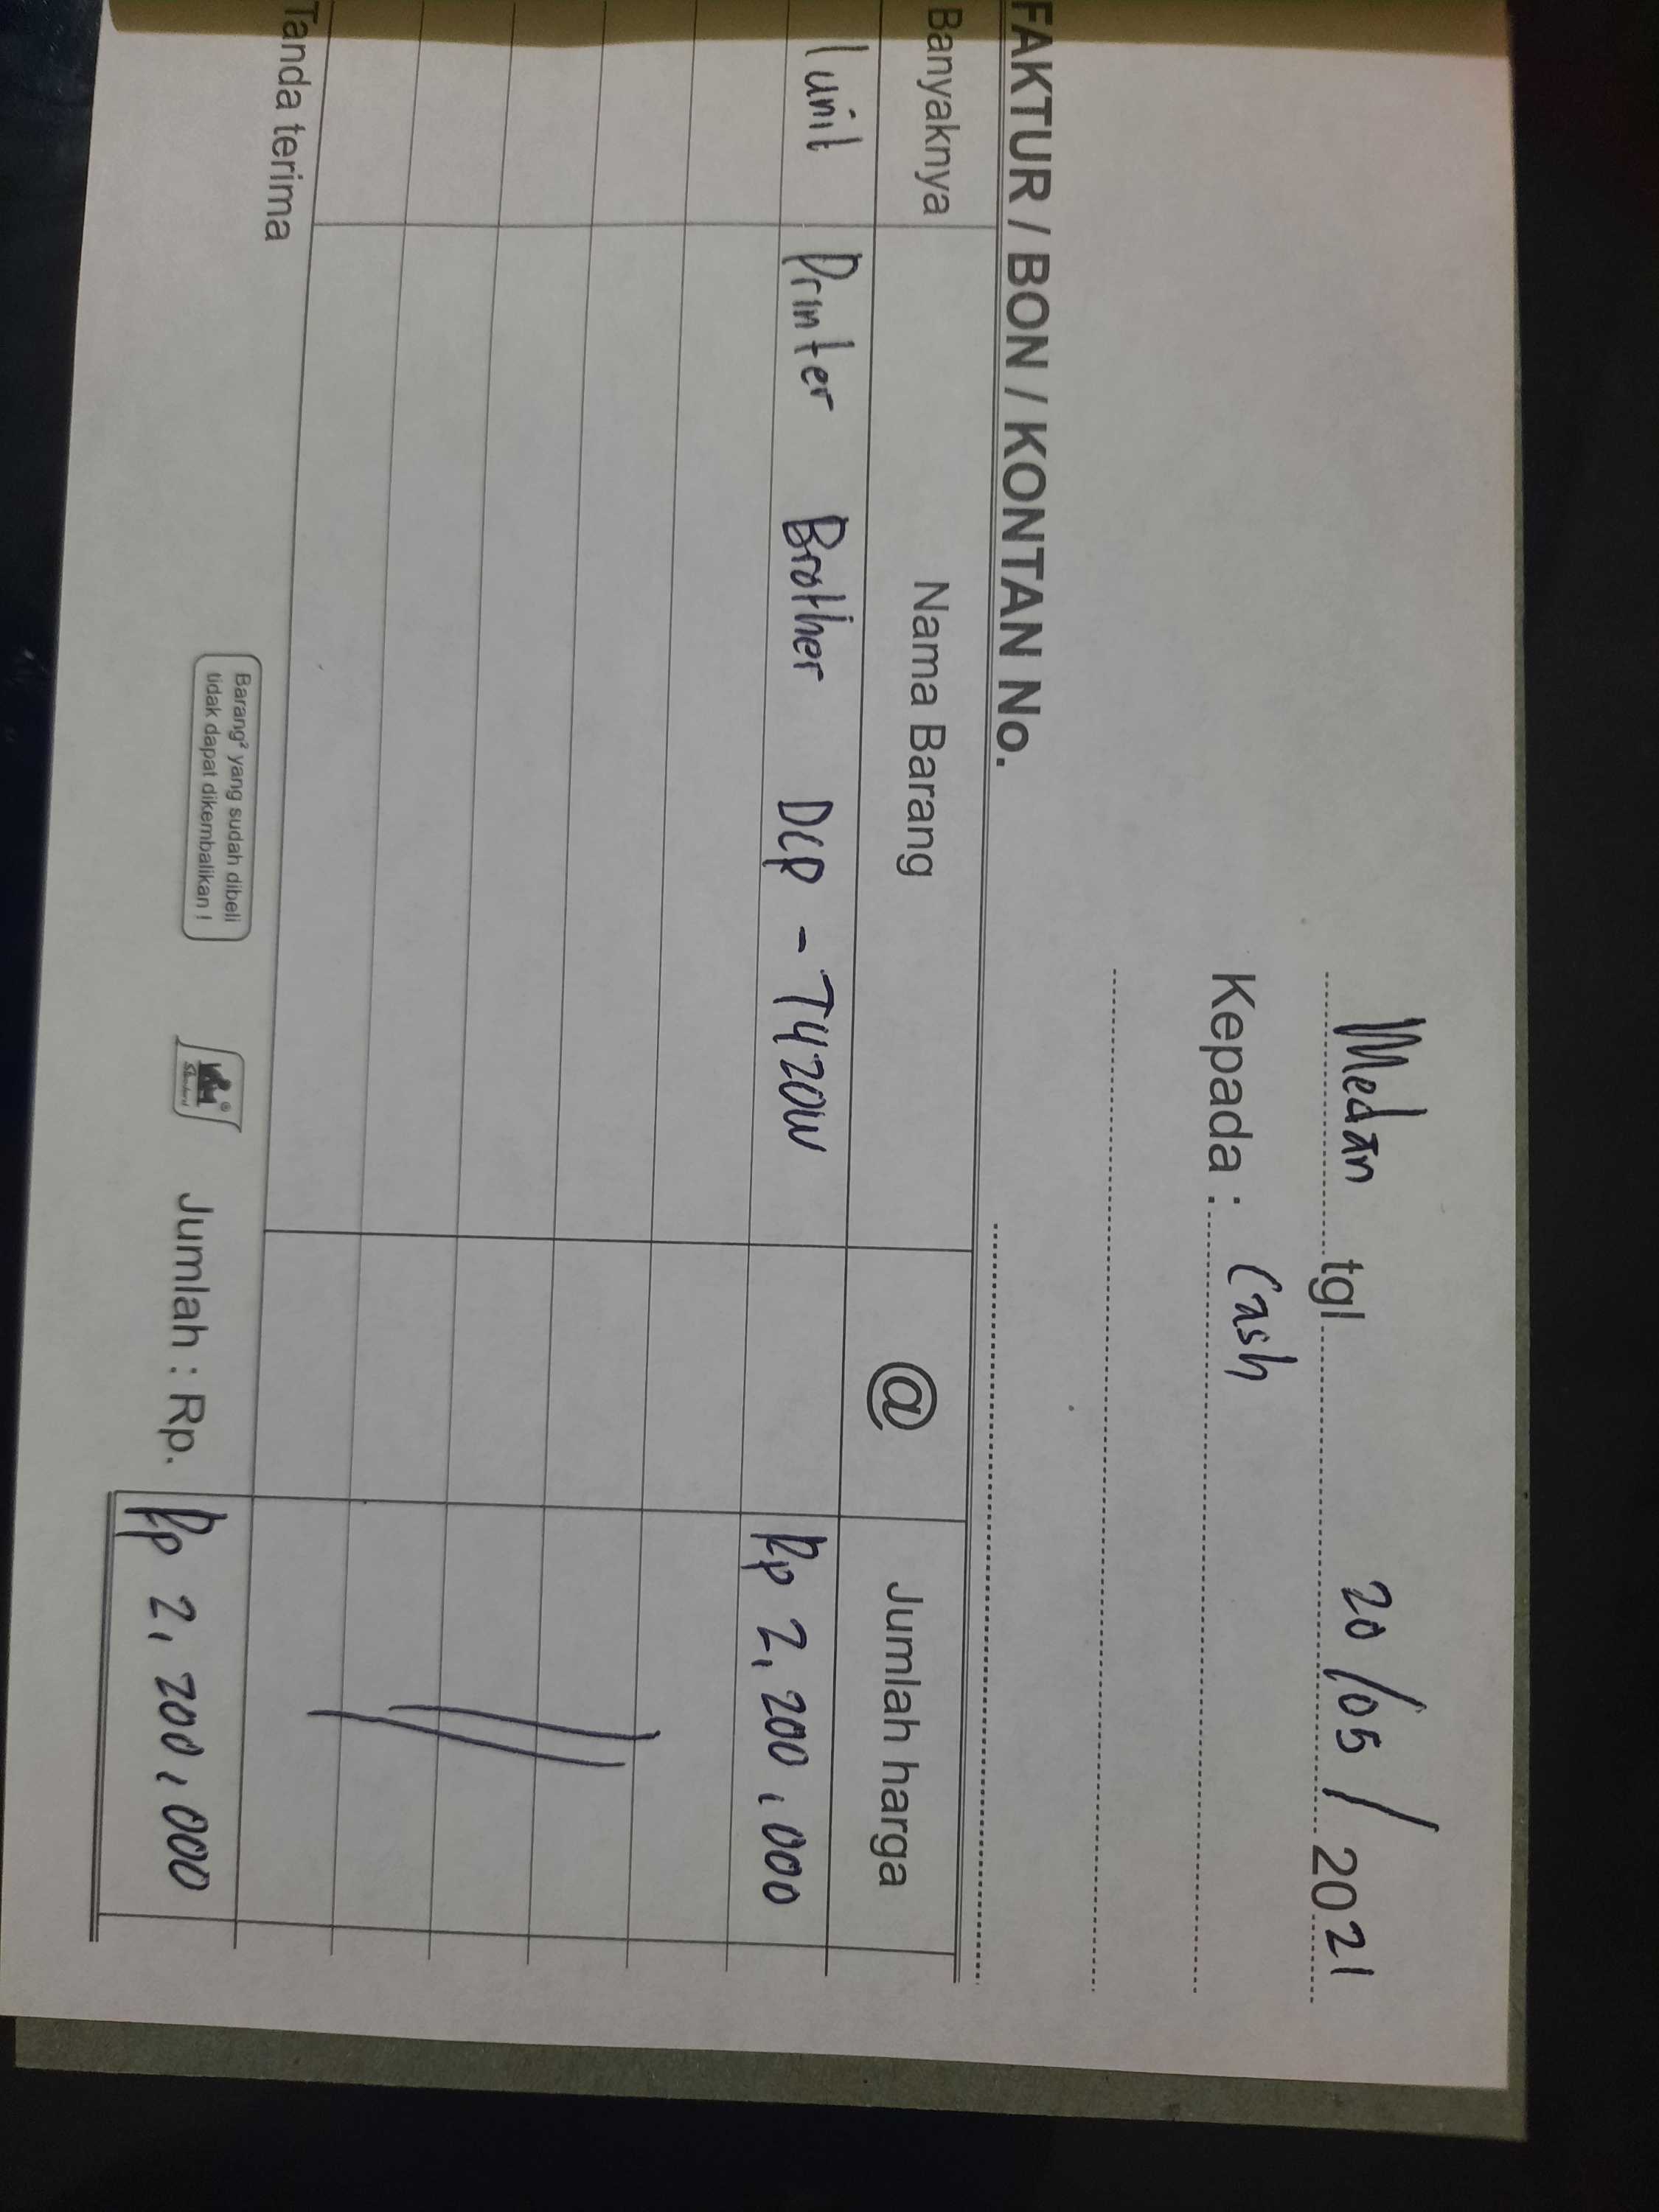 Medan tgl 20/05/2021
Kepada : Cash
FAKTUR / BON / KONTAN No.
Banyaknya Nama Barang @ Jumlah harga
1 unit Printer Brother DCP - T420W Rp 2,200,000
Tanda terima
Barang² yang sudah dibeli
tidak dapat dikembalikan !
Jumlah : Rp. Rp 2,200,000